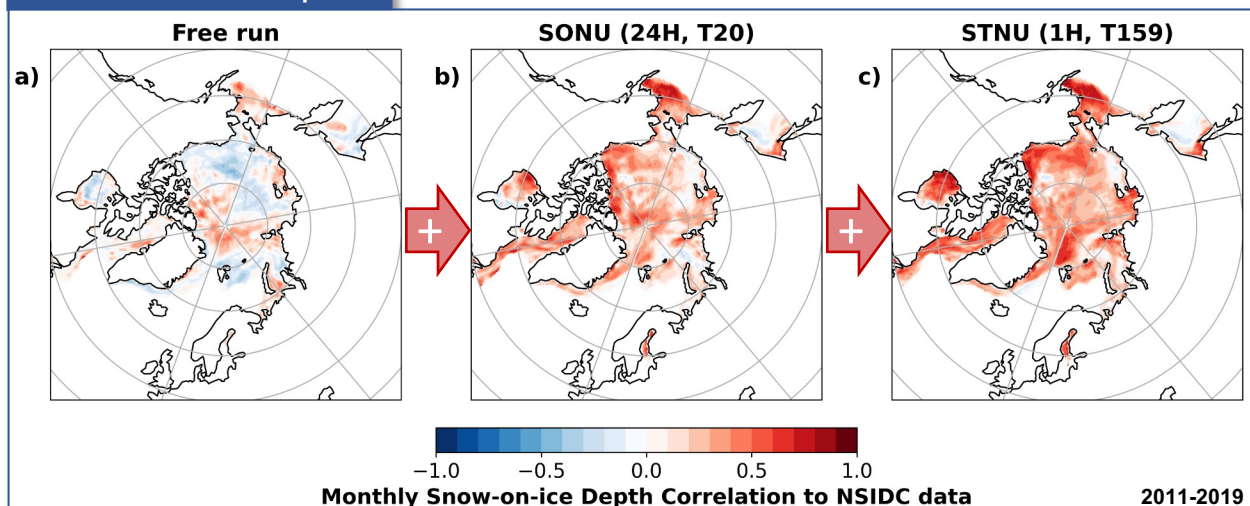 Free run
SONU (24H, T20)
STNU (1H, T159)
a)
b)
c)
+
+
−1.0
−0.5
0.0
0.5
1.0
Monthly Snow-on-ice Depth Correlation to NSIDC data
2011-2019